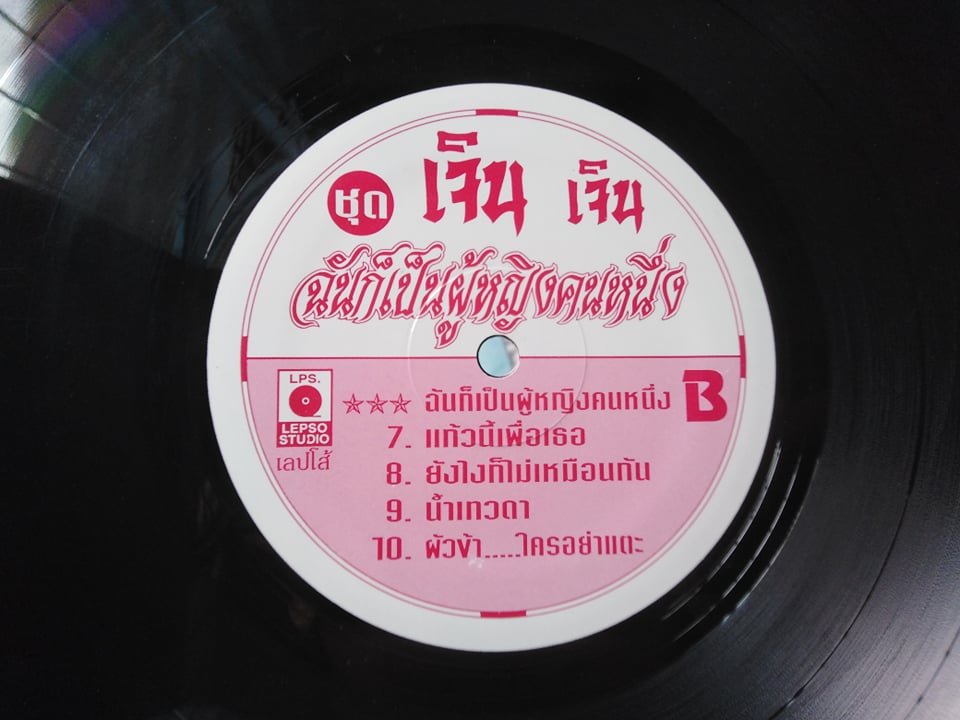 ชุด เจิน เจิน
ฉันก็เป็นผู้หญิงคนหนึ่ง
LPS.
LEPSO
STUDIO
เลปโส้
*** ฉันก็เป็นผู้หญิงคนหนึ่ง
B
7. แก้วนี้เพื่อเธอ
8. ยังไงก็ไม่เหมือนกัน
9. น้ำเทวดา
10. ผัวข้า.....ใครอย่าแตะ